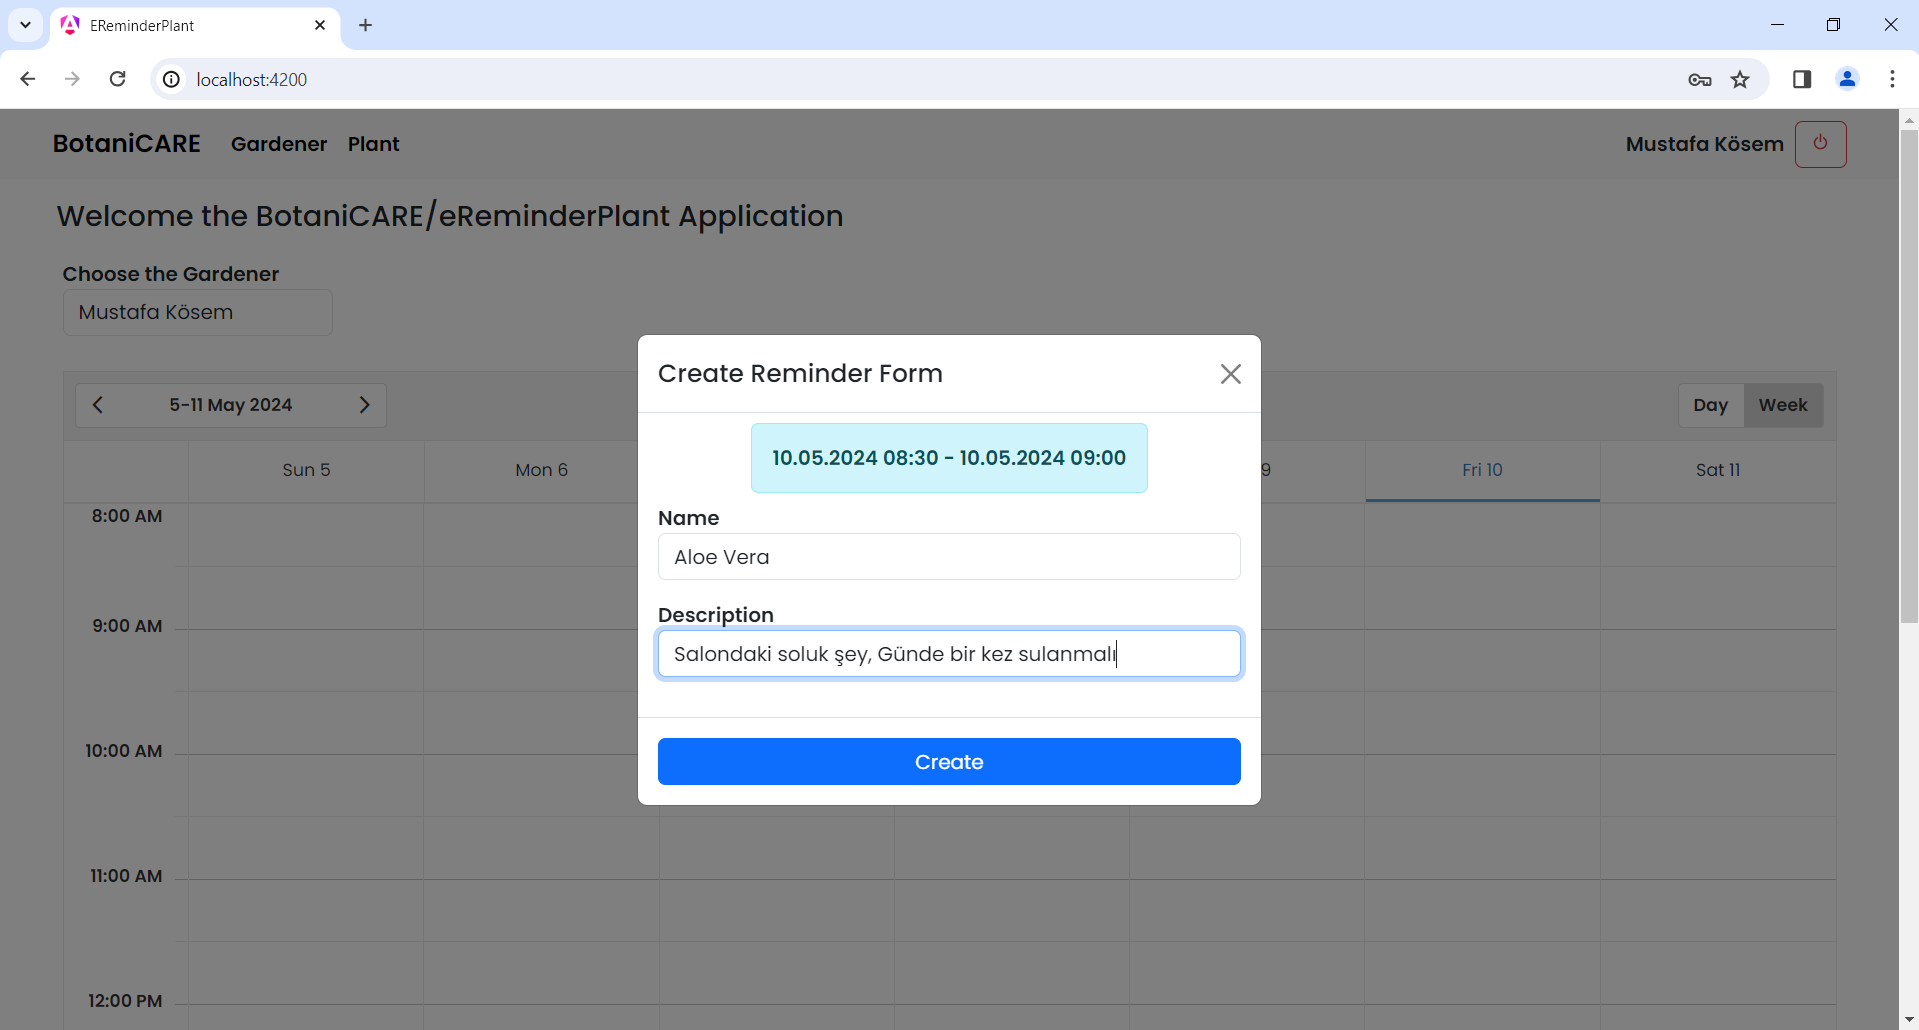 EReminderPlant
localhost:4200
BotaniCARE Gardener Plant Mustafa Kösem
Welcome the BotaniCARE/eReminderPlant Application
Choose the Gardener
Mustafa Kösem
5-11 May 2024 Day Week
Sun 5 Mon 6 9 Fri 10 Sat 11
8:00 AM
9:00 AM
10:00 AM
11:00 AM
12:00 PM
Create Reminder Form
10.05.2024 08:30 - 10.05.2024 09:00
Name
Aloe Vera
Description
Salondaki soluk şey, Günde bir kez sulanmalı
Create